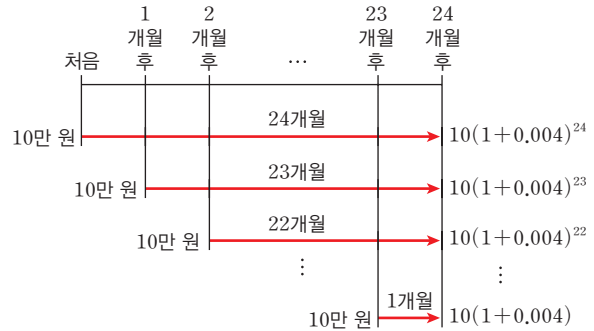 1 2 23 24
개월 개월 개월 개월
처음 후 후 … 후 후
24개월
10만 원 10(1+0.004)²⁴
23개월
10만 원 10(1+0.004)²³
22개월
10만 원 10(1+0.004)²²
⋮ ⋮
1개월
10만 원 10(1+0.004)